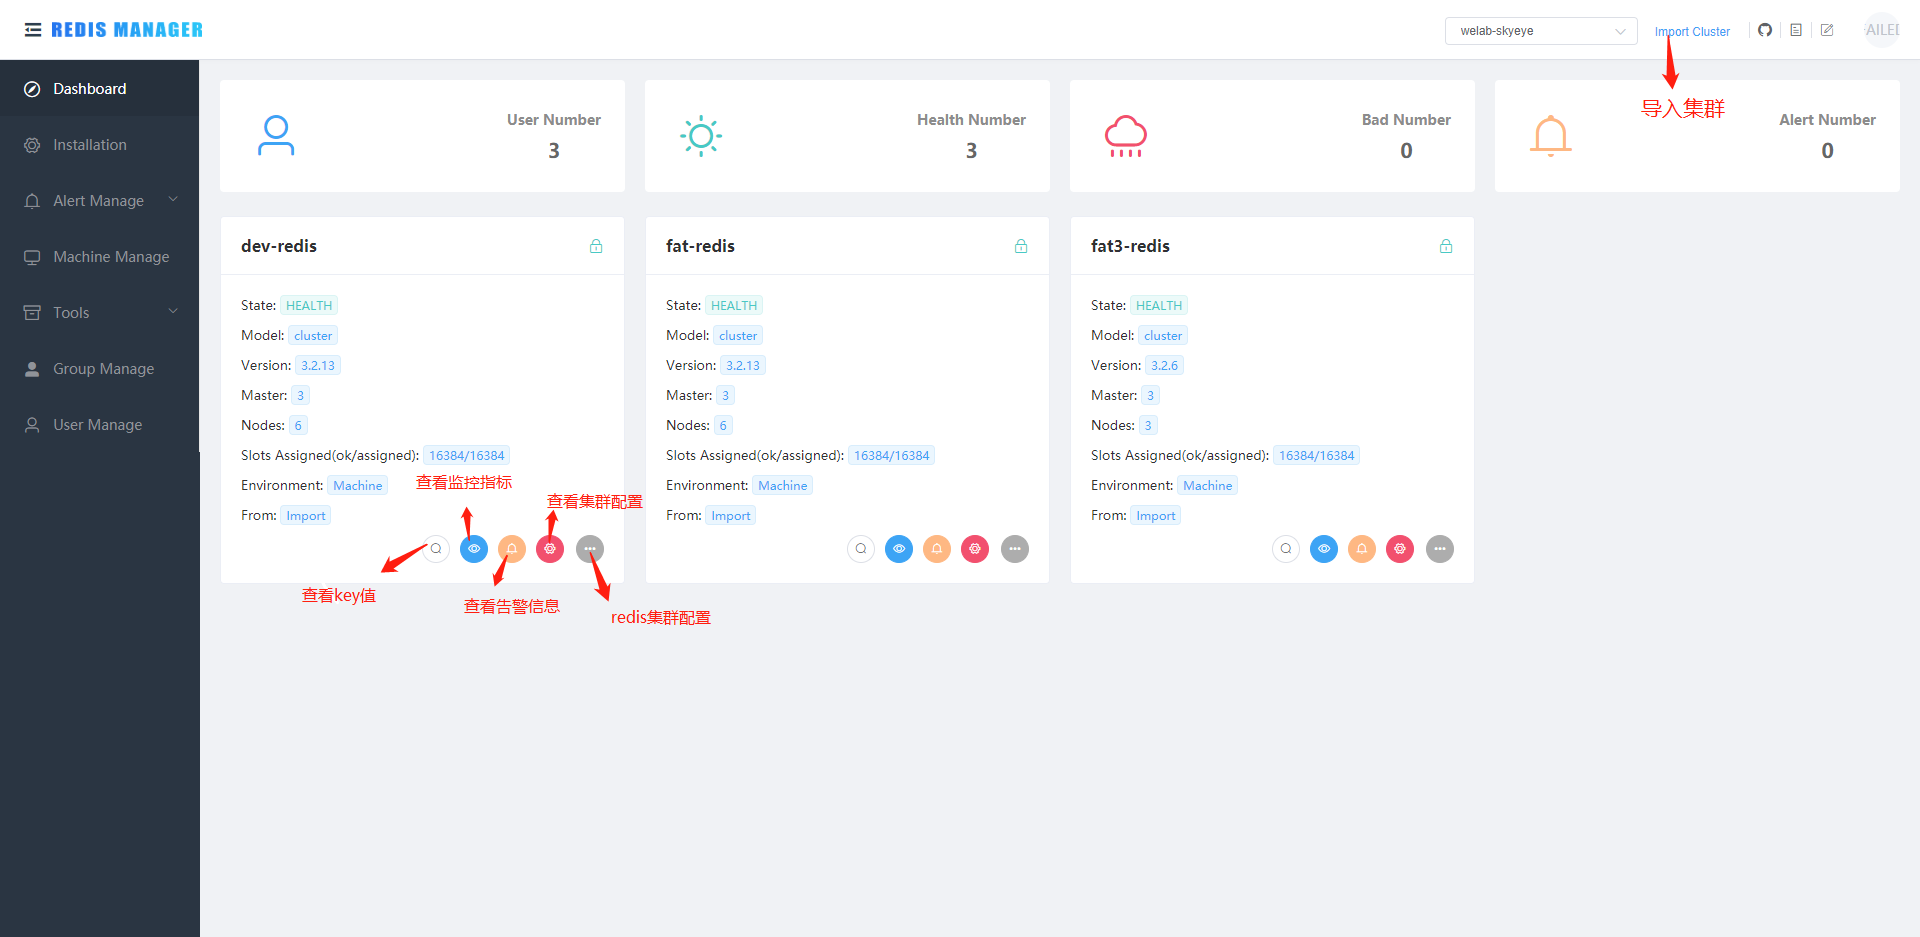 REDIS MANAGER
welab-skyeye
Import Cluster
AILE
导入集群
Dashboard
Installation
Alert Manage
Machine Manage
Tools
Group Manage
User Manage
User Number
3
Health Number
3
Bad Number
0
Alert Number
0
dev-redis
State: HEALTH
Model: cluster
Version: 3.2.13
Master: 3
Nodes: 6
Slots Assigned(ok/assigned): 16384/16384
Environment: Machine
From: Import
查看监控指标
查看集群配置
查看key值
查看告警信息
redis集群配置
fat-redis
State: HEALTH
Model: cluster
Version: 3.2.13
Master: 3
Nodes: 6
Slots Assigned(ok/assigned): 16384/16384
Environment: Machine
From: Import
fat3-redis
State: HEALTH
Model: cluster
Version: 3.2.6
Master: 3
Nodes: 3
Slots Assigned(ok/assigned): 16384/16384
Environment: Machine
From: Import